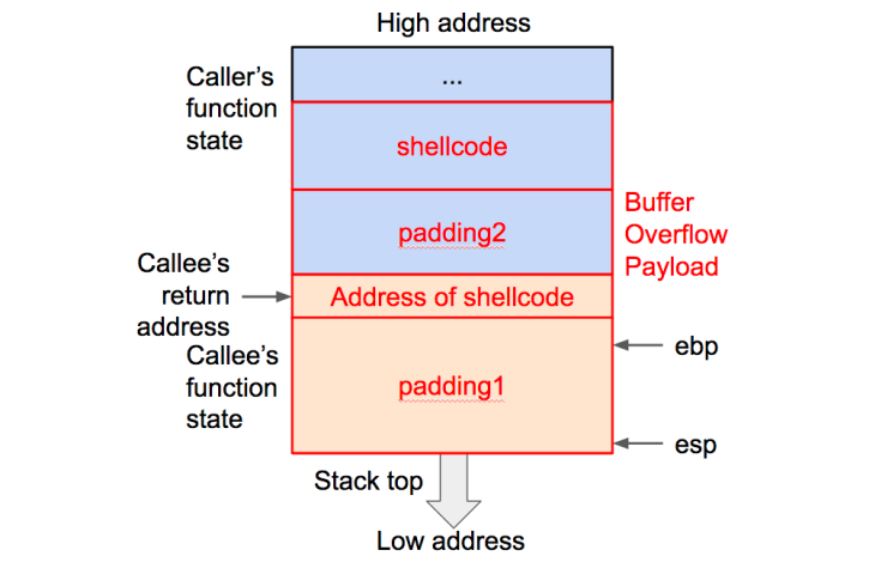 High address
Caller's
function
state
...
shellcode
padding2
Buffer
Overflow
Payload
Callee's
return
address
Address of shellcode
Callee's
function
state
padding1
ebp
esp
Stack top
Low address